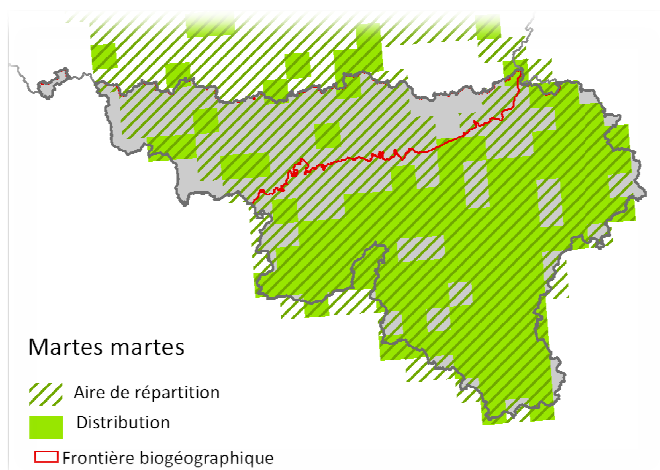 Martes martes
Aire de répartition
Distribution
Frontière biogéographique